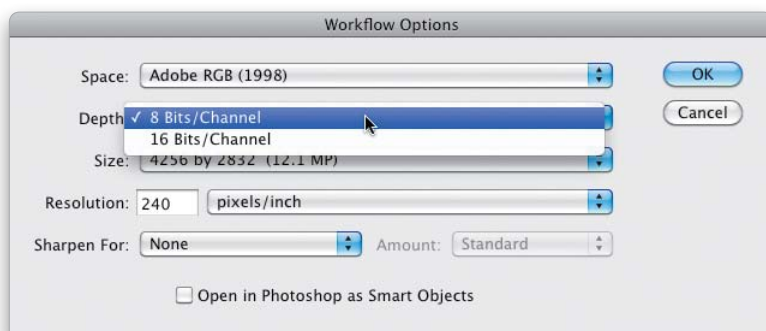 Workflow Options
Space: Adobe RGB (1998) OK
Depth ✓ 8 Bits/Channel Cancel
16 Bits/Channel
Size: 4256 by 2832 (12.1 MP)
Resolution: 240 pixels/inch
Sharpen For: None Amount: Standard
Open in Photoshop as Smart Objects